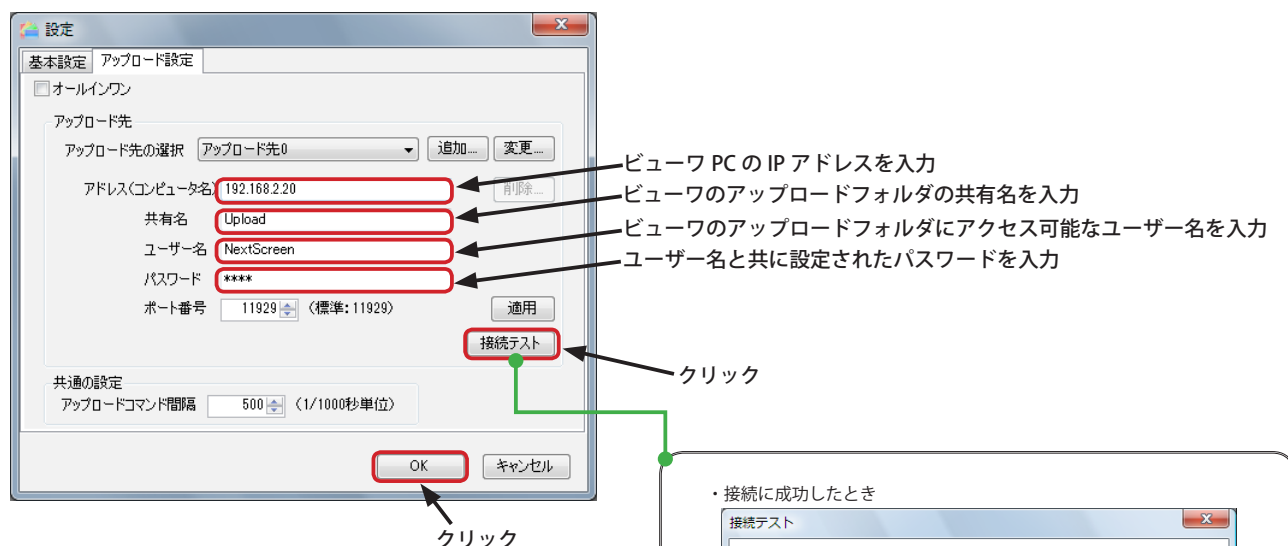 設定
基本設定 アップロード設定
オールインワン
アップロード先
アップロード先の選択 アップロード先0 追加... 変更...
アドレス(コンピュータ名) 192.168.2.20 削除...
共有名 Upload
ユーザー名 NextScreen
パスワード ****
ポート番号 11929 (標準:11929) 適用
接続テスト
共通の設定
アップロードコマンド間隔 500 (1/1000秒単位)
OK キャンセル
クリック
ビューワ PC の IP アドレスを入力
ビューワのアップロードフォルダの共有名を入力
ビューワのアップロードフォルダにアクセス可能なユーザー名を入力
ユーザー名と共に設定されたパスワードを入力
クリック
・接続に成功したとき
接続テスト